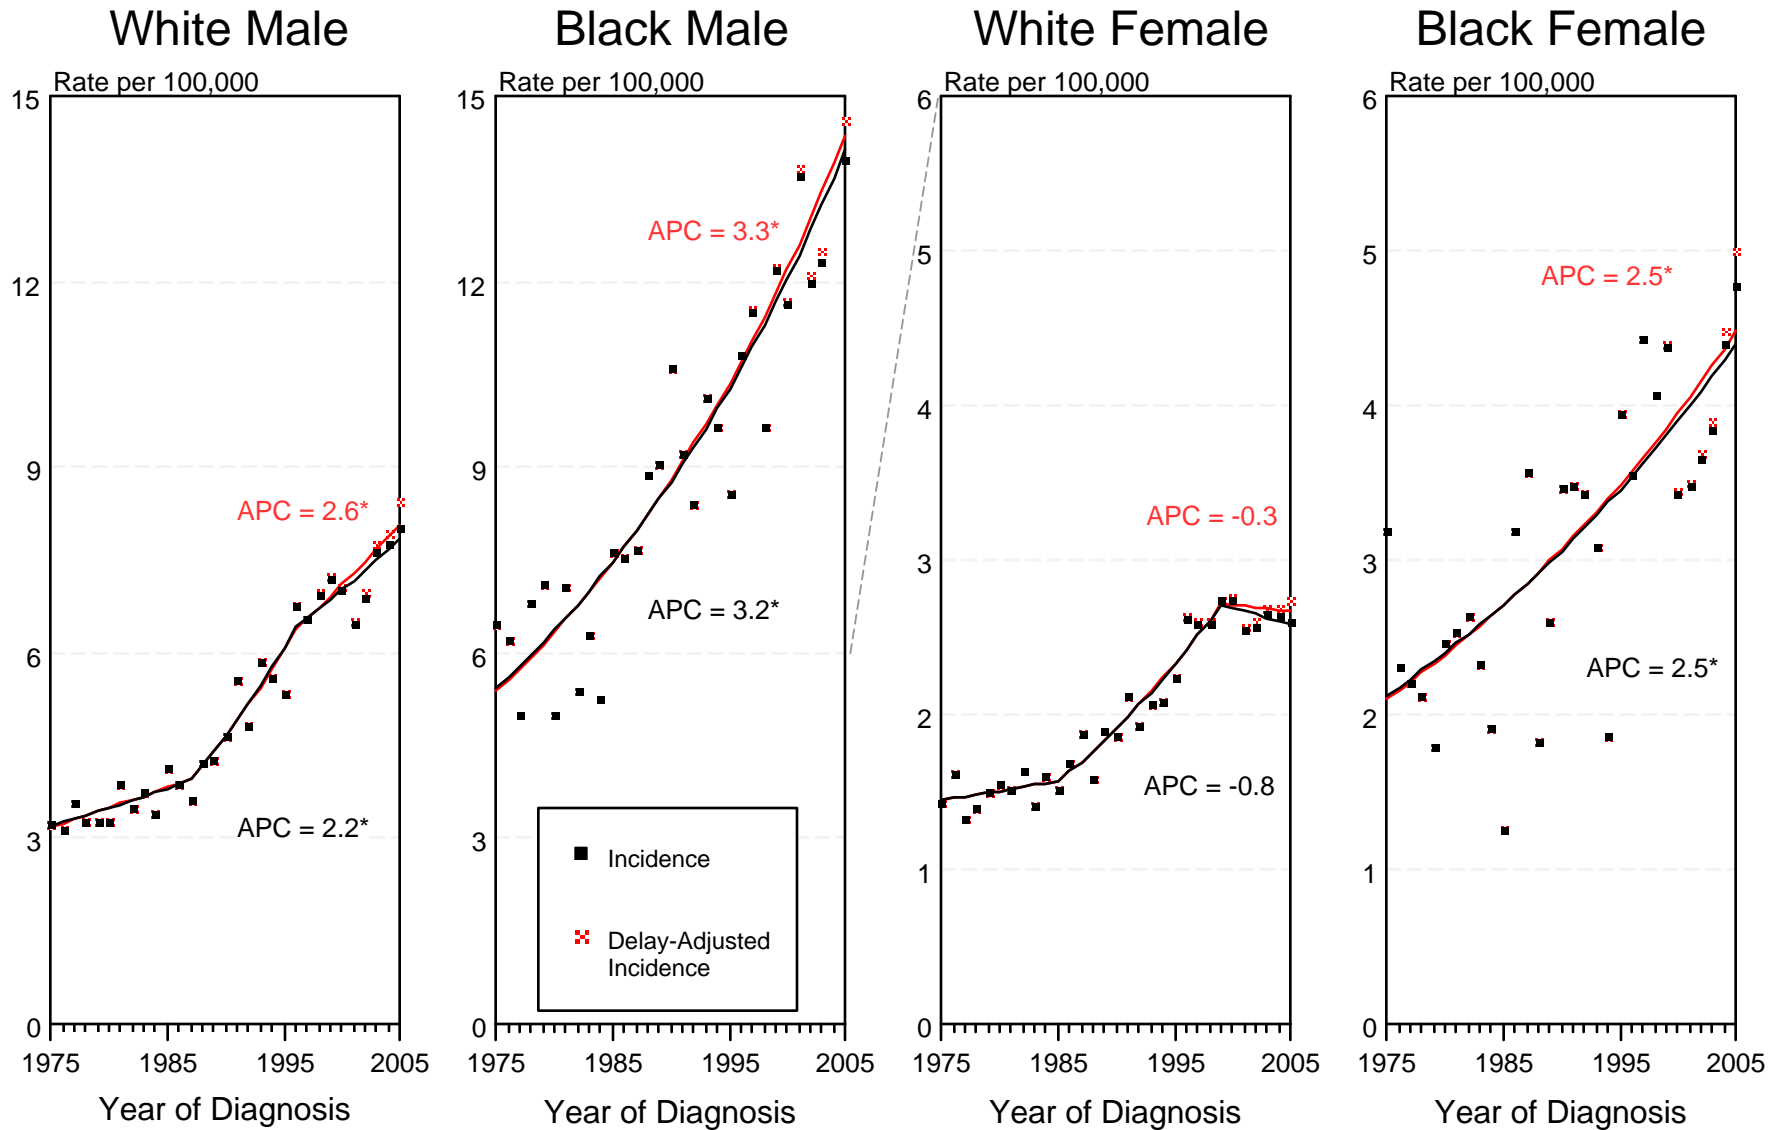 White Male
Black Male
White Female
Black Female
Rate per 100,000
Rate per 100,000
Rate per 100,000
Rate per 100,000
15
12
9
6
3
0
APC = 2.6*
APC = 2.2*
1975
1985
1995
2005
Year of Diagnosis
15
12
9
6
3
0
APC = 3.3*
APC = 3.2*
Incidence
Delay-Adjusted
Incidence
1975
1985
1995
2005
Year of Diagnosis
6
5
4
3
2
1
0
APC = -0.3
APC = -0.8
1975
1985
1995
2005
Year of Diagnosis
6
5
4
3
2
1
0
APC = 2.5*
APC = 2.5*
1975
1985
1995
2005
Year of Diagnosis